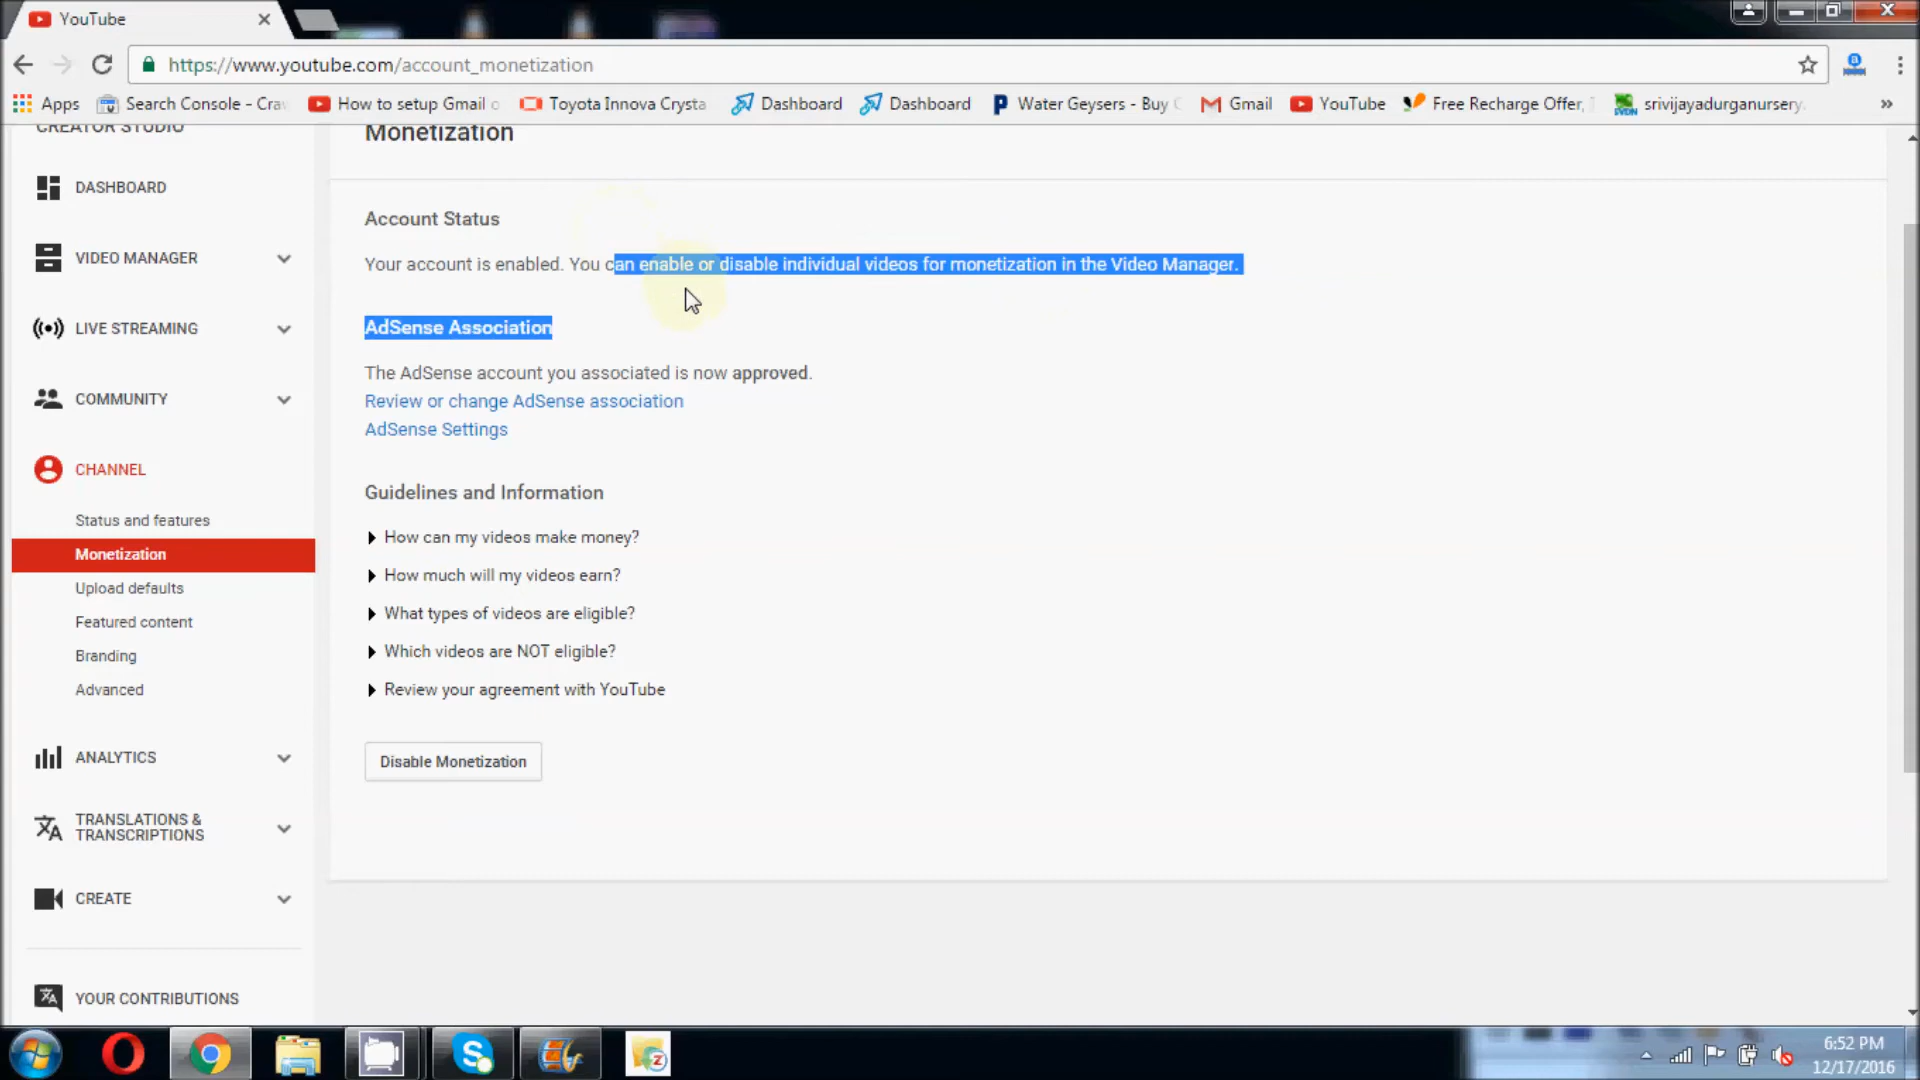 YouTube
https://www.youtube.com/account_monetization
Apps
Search Console - Cra
How to setup Gmail o
Toyota Innova Crysta
Dashboard
Dashboard
Water Geysers - Buy
Gmail
YouTube
Free Recharge Offer,
srivijayadurganursery.
CREATOR STUDIO
DASHBOARD
VIDEO MANAGER
LIVE STREAMING
COMMUNITY
CHANNEL
Status and features
Monetization
Upload defaults
Featured content
Branding
Advanced
ANALYTICS
TRANSLATIONS &
TRANSCRIPTIONS
CREATE
YOUR CONTRIBUTIONS
Monetization
Account Status
Your account is enabled. You can enable or disable individual videos for monetization in the Video Manager.
AdSense Association
The AdSense account you associated is now approved.
Review or change AdSense association
AdSense Settings
Guidelines and Information
How can my videos make money?
How much will my videos earn?
What types of videos are eligible?
Which videos are NOT eligible?
Review your agreement with YouTube
Disable Monetization
6:52 PM
12/17/2016